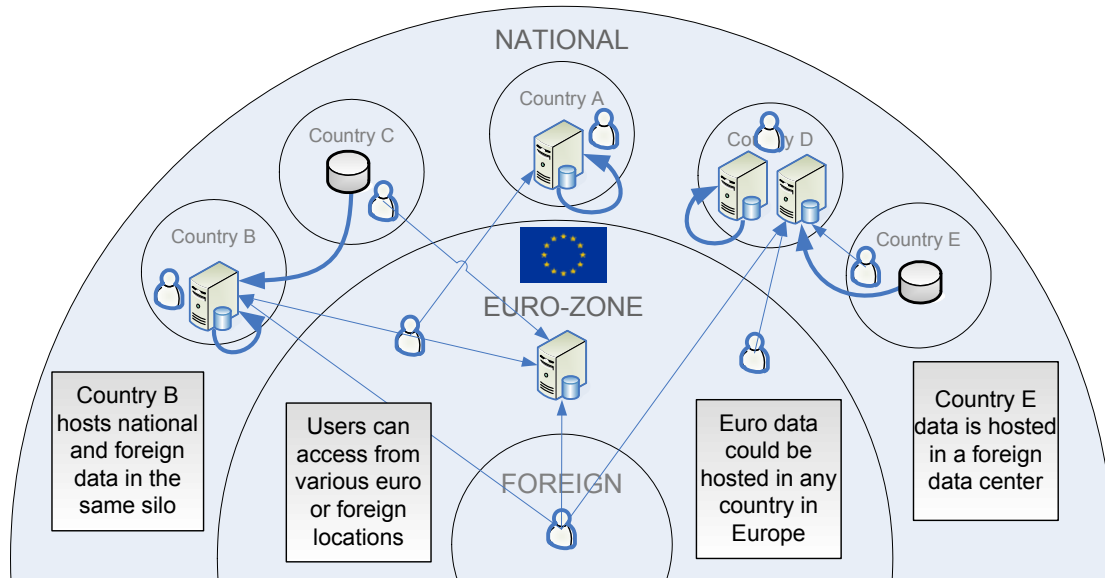 NATIONAL
Country A
Country C
Country D
Country B
Country E
EURO-ZONE
Country B
hosts national
and foreign
data in the
same silo
Users can
access from
various euro
or foreign
locations
Euro data
could be
hosted in any
country in
Europe
Country E
data is hosted
in a foreign
data center
FOREIGN